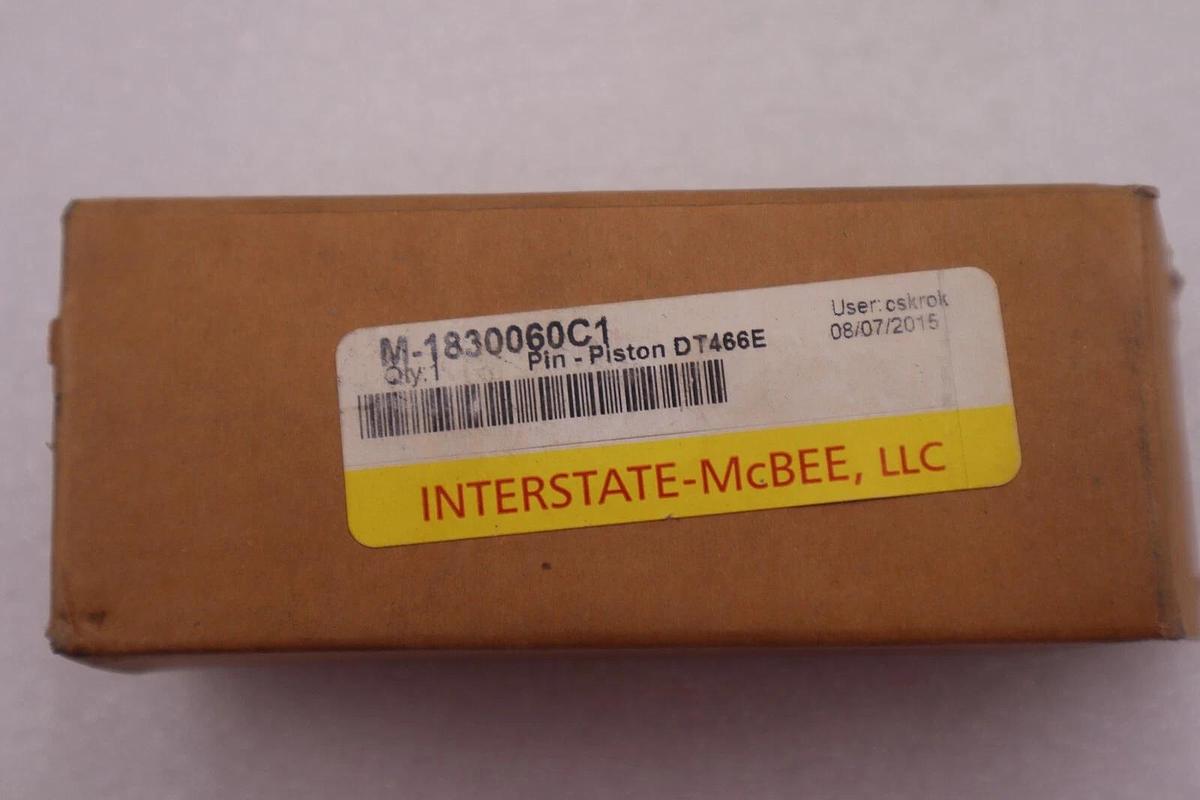 M-1830060C1
Qty:1 Pin - Piston DT466E
User: cskrok
08/07/2015
INTERSTATE-McBEE, LLC